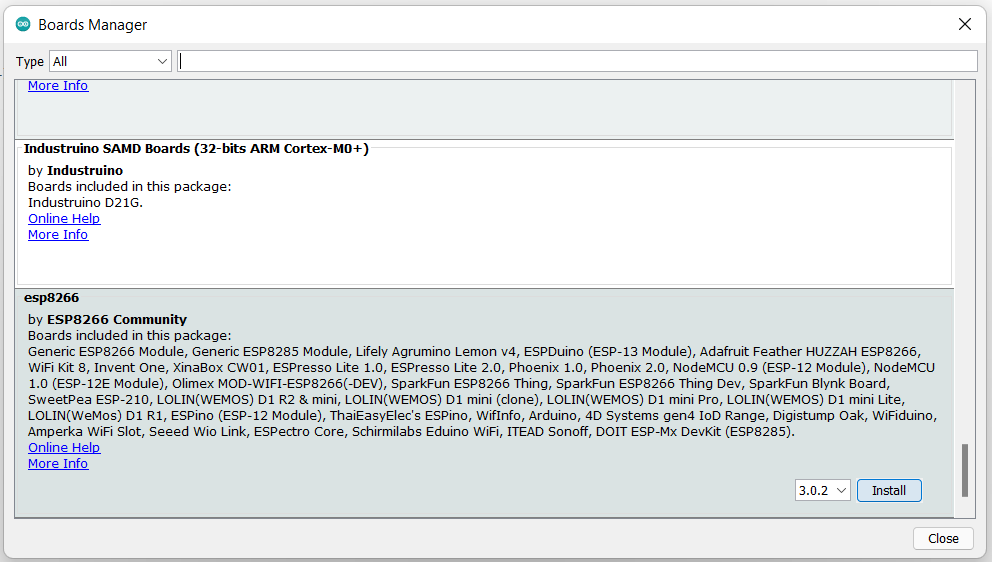 Boards Manager
Type All
More Info
Industruino SAMD Boards (32-bits ARM Cortex-M0+)
by Industruino
Boards included in this package:
Industruino D21G.
Online Help
More Info
esp8266
by ESP8266 Community
Boards included in this package:
Generic ESP8266 Module, Generic ESP8285 Module, Lifely Agrumino Lemon v4, ESPDuino (ESP-13 Module), Adafruit Feather HUZZAH ESP8266,
WiFi Kit 8, Invent One, XinaBox CW01, ESPresso Lite 1.0, ESPresso Lite 2.0, Phoenix 1.0, Phoenix 2.0, NodeMCU 0.9 (ESP-12 Module), NodeMCU
1.0 (ESP-12E Module), Olimex MOD-WIFI-ESP8266(-DEV), SparkFun ESP8266 Thing, SparkFun ESP8266 Thing Dev, SparkFun Blynk Board,
SweetPea ESP-210, LOLIN(WEMOS) D1 R2 & mini, LOLIN(WEMOS) D1 mini (clone), LOLIN(WEMOS) D1 mini Pro, LOLIN(WEMOS) D1 mini Lite,
LOLIN(WeMos) D1 R1, ESPino (ESP-12 Module), ThaiEasyElec's ESPino, WifInfo, Arduino, 4D Systems gen4 IoD Range, Digistump Oak, WiFiduino,
Amperka WiFi Slot, Seeed Wio Link, ESPectro Core, Schirmilabs Eduino WiFi, ITEAD Sonoff, DOIT ESP-Mx DevKit (ESP8285).
Online Help
More Info
3.0.2 Install
Close